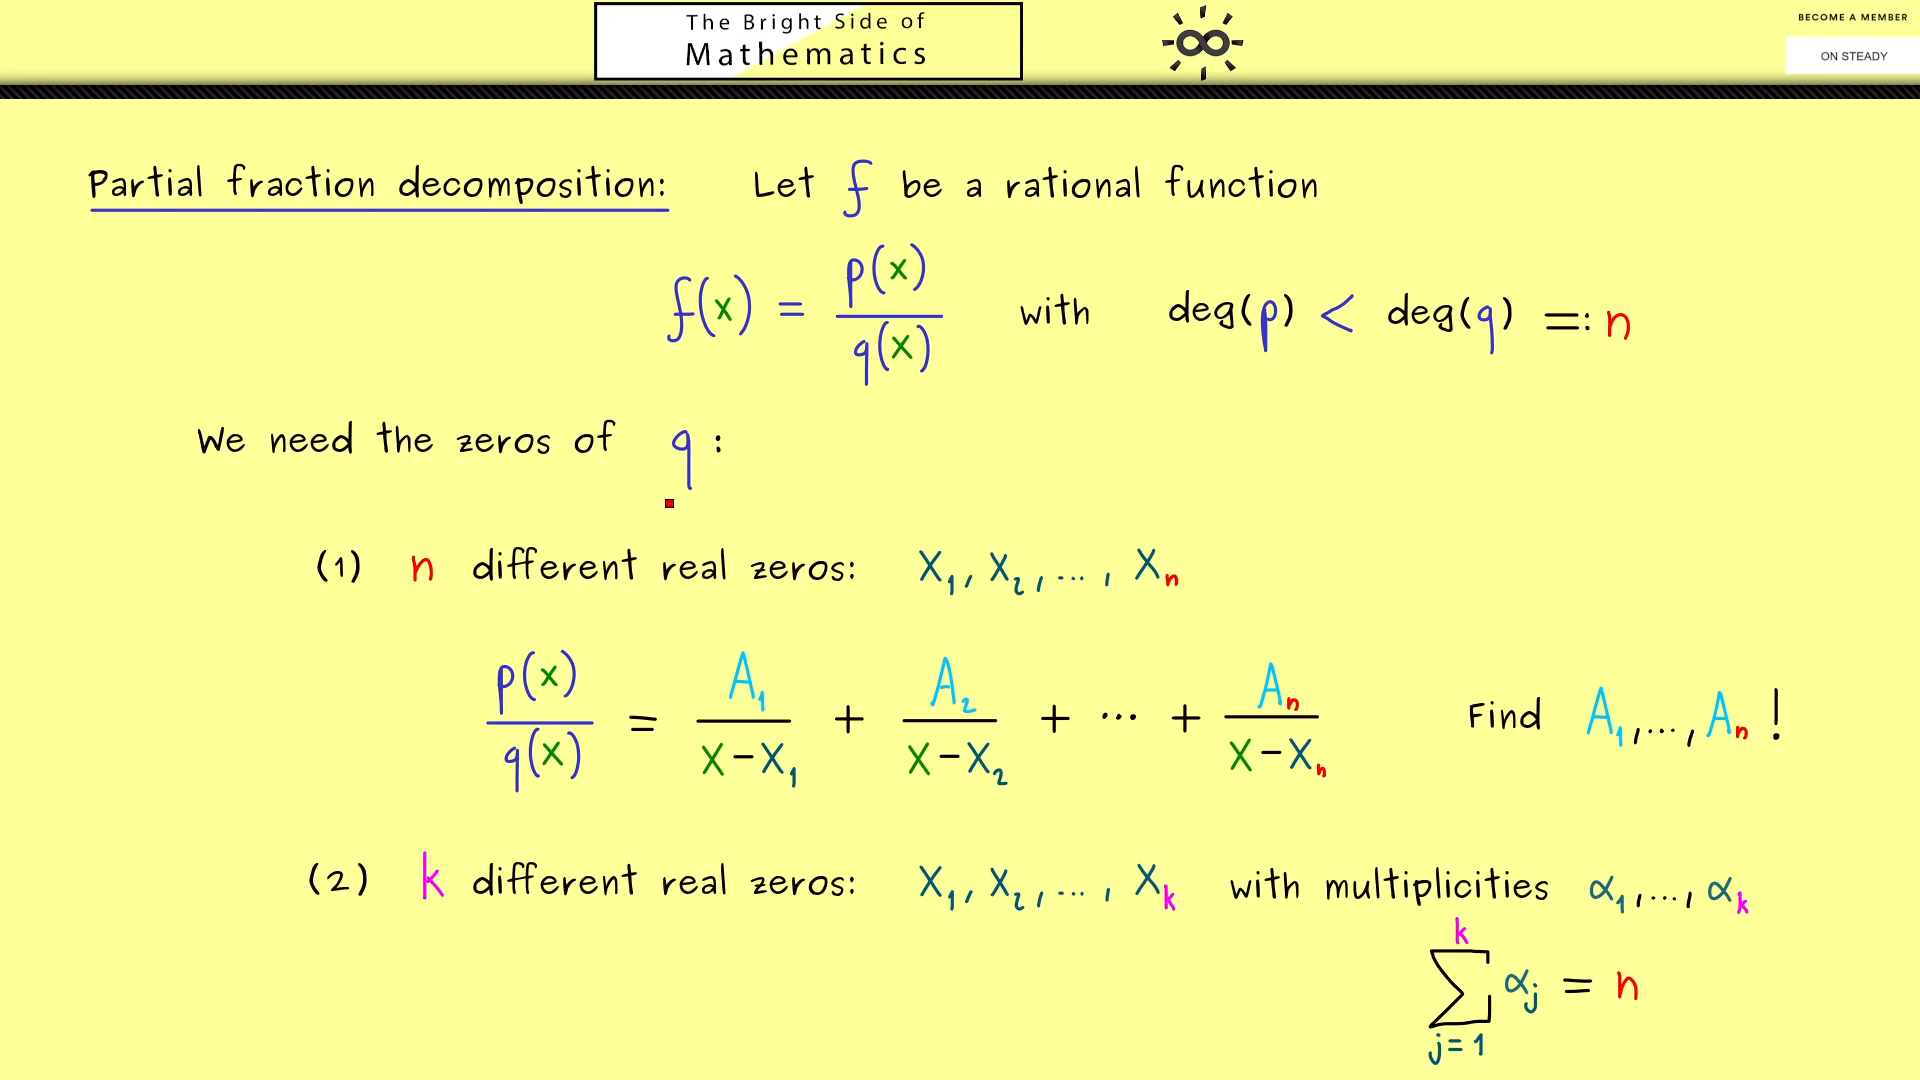 The Bright Side of
Mathematics
BECOME A MEMBER
ON STEADY
Partial fraction decomposition: Let f be a rational function
f(x) = p(x)/q(x) with deg(p) < deg(q) =: n
We need the zeros of q :
(1) n different real zeros: x₁, x₂, ..., xₙ
p(x)/q(x) = A₁/(x-x₁) + A₂/(x-x₂) + ... + Aₙ/(x-xₙ) Find A₁,...,Aₙ !
(2) k different real zeros: x₁, x₂, ..., xₖ with multiplicities α₁,...,αₖ
∑_{j=1}^{k} αⱼ = n